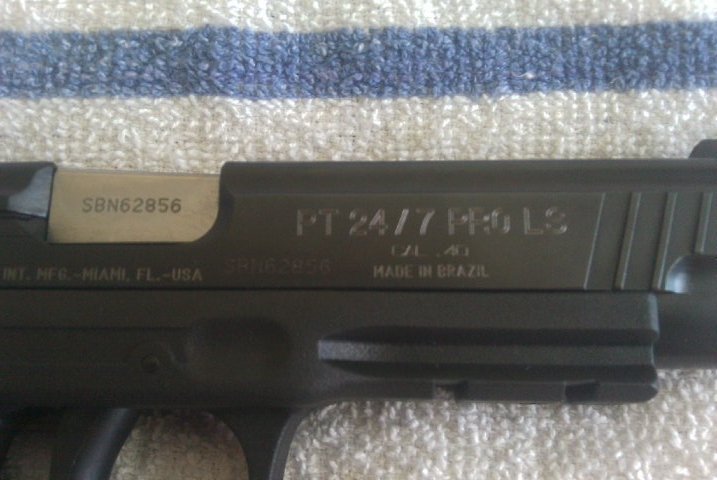 SBN62856
PT 24/7 PRO LS
CAL .40
INT. MFG.-MIAMI, FL.-USA
SBN62856
MADE IN BRAZIL